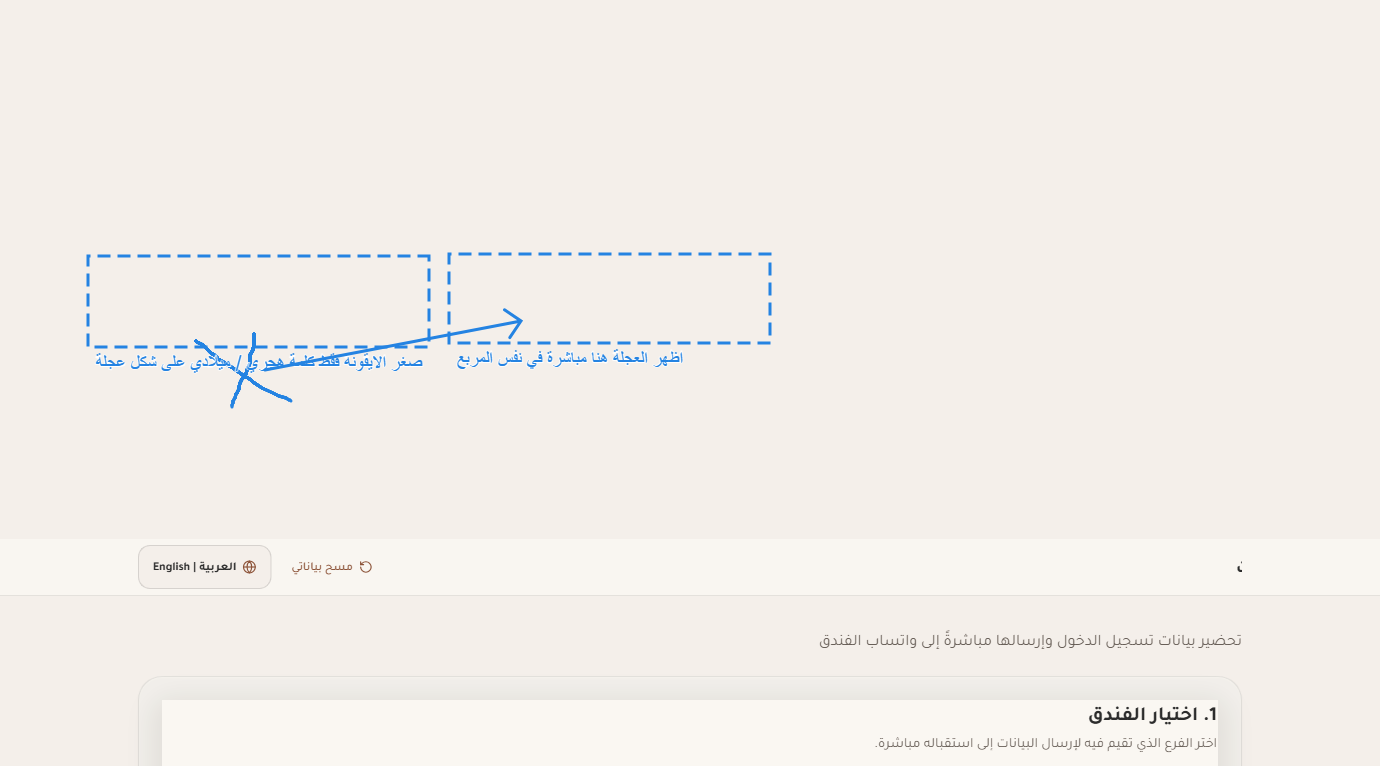 اظهر العجلة هنا مباشرة في نفس المربع
صغر الايقونه فقط كلمة هجري / ميلادي على شكل عجلة
مسح بياناتي
العربية | English
تحضير بيانات تسجيل الدخول وإرسالها مباشرةً إلى واتساب الفندق
1. اختيار الفندق
اختر الفرع الذي تقيم فيه لإرسال البيانات إلى استقباله مباشرة.